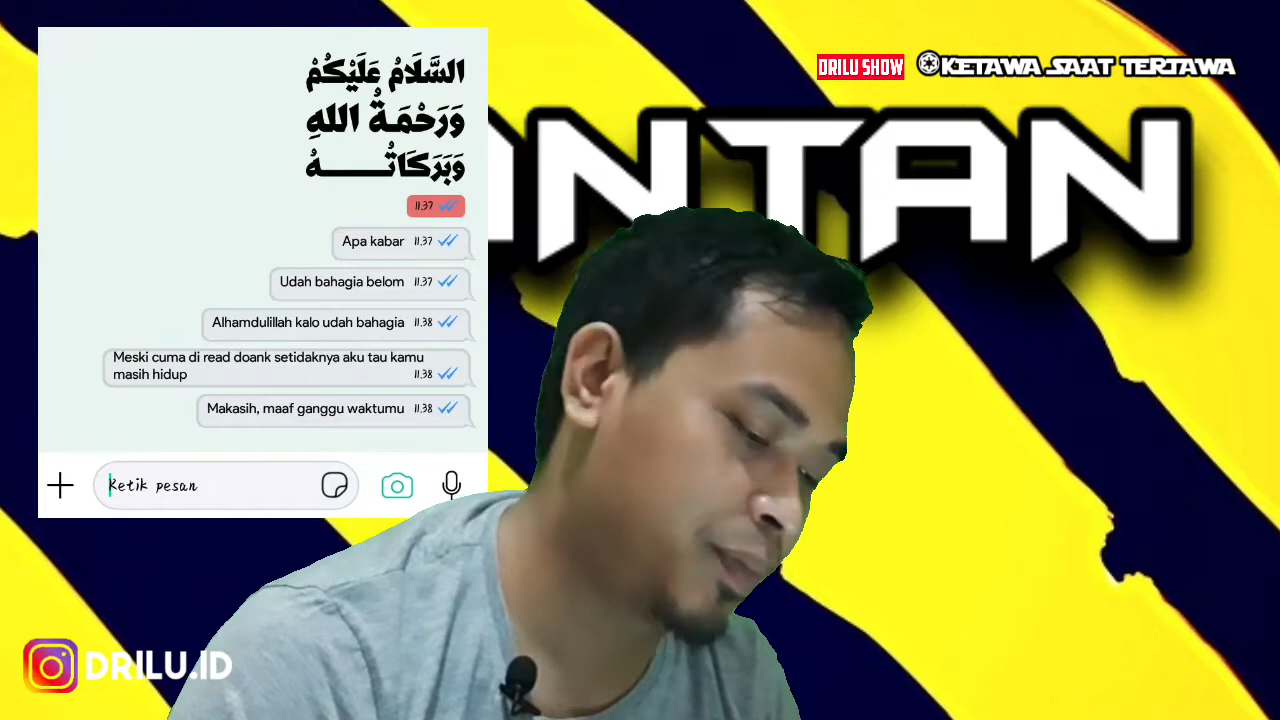 السَّلَامُ عَلَيْكُمْ
وَرَحْمَةُ اللهِ
وَبَرَكَاتُهُ
11.37
Apa kabar 11.37
Udah bahagia belom 11.37
Alhamdulillah kalo udah bahagia 11.38
Meski cuma di read doank setidaknya aku tau kamu
masih hidup 11.38
Makasih, maaf ganggu waktumu 11.38
Ketik pesan
DRILU SHOW KETAWA SAAT TERTAWA
ANTAN
DRILU.ID